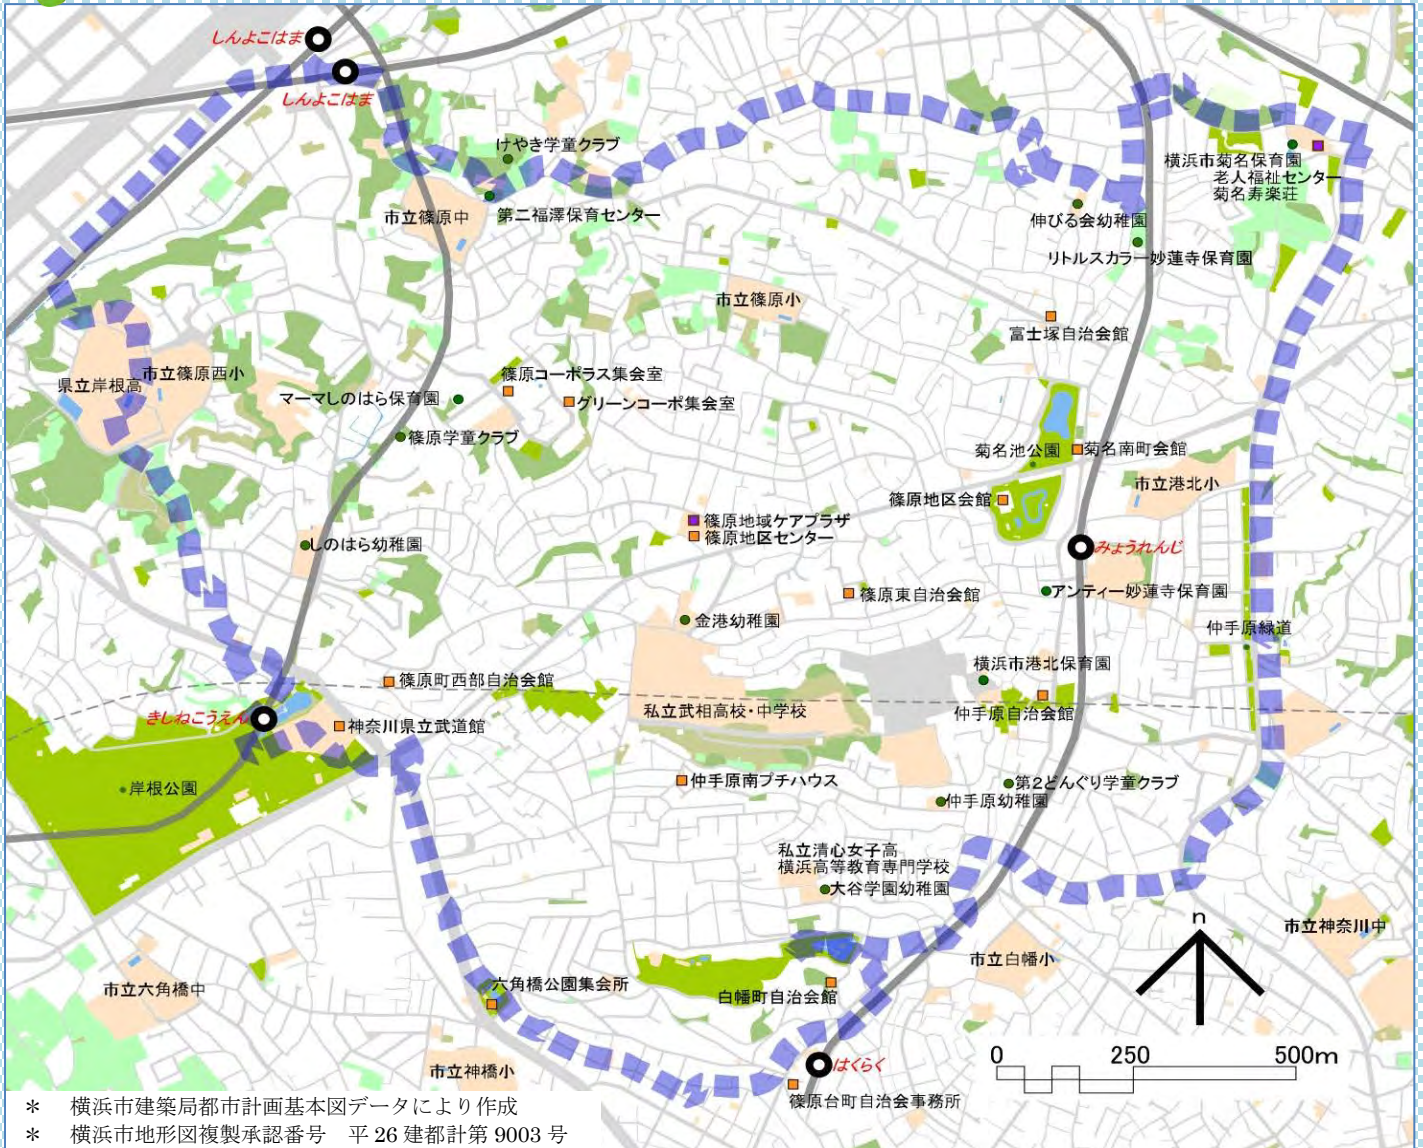 しんよこはま
しんよこはま
けやき学童クラブ
横浜市菊名保育園
老人福祉センター
菊名寿楽荘
市立篠原中
第二福澤保育センター
伸びる会幼稚園
リトルスカラー妙蓮寺保育園
市立篠原小
富士塚自治会館
市立篠原西小
県立岸根高
篠原コーポラス集会室
マーマしのはら保育園
グリーンコーポ集会室
篠原学童クラブ
菊名池公園
菊名南町会館
市立港北小
篠原地区会館
篠原地域ケアプラザ
篠原地区センター
しのはら幼稚園
みょうれんじ
篠原東自治会館
アンティー妙蓮寺保育園
金港幼稚園
仲手原緑道
横浜市港北保育園
篠原町西部自治会館
私立武相高校・中学校
仲手原自治会館
きしねこうえん
神奈川県立武道館
岸根公園
仲手原南プチハウス
第2どんぐり学童クラブ
仲手原幼稚園
私立清心女子高
横浜高等教育専門学校
大谷学園幼稚園
n
市立神奈川中
市立白幡小
六角橋公園集会所
市立六角橋中
白幡町自治会館
はくらく
市立神橋小
0 250 500m
篠原台町自治会事務所
＊ 横浜市建築局都市計画基本図データにより作成
＊ 横浜市地形図複製承認番号 平 26 建都計第 9003 号